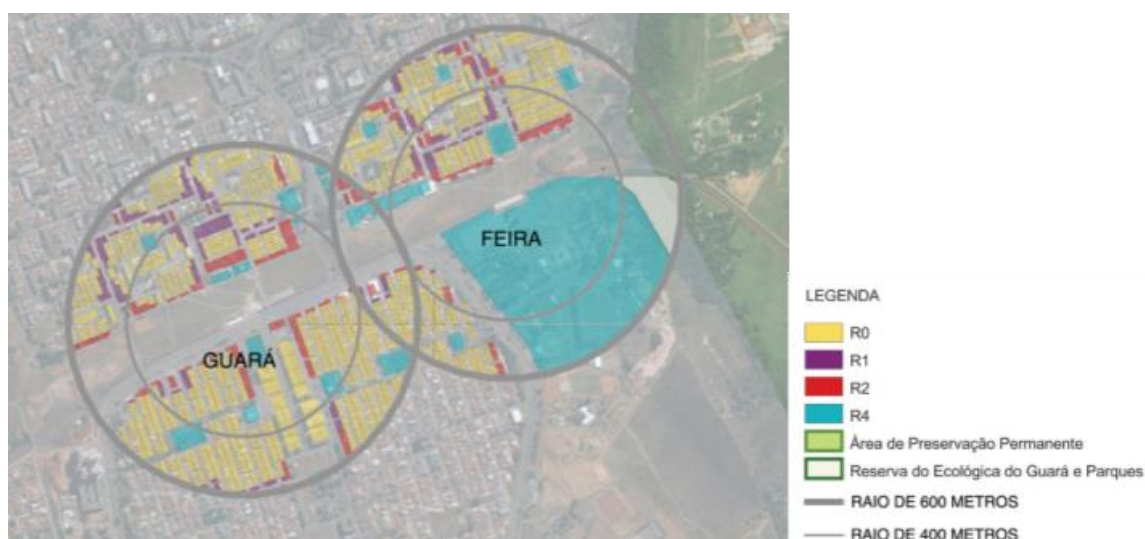 FEIRA
GUARÁ
LEGENDA
R0
R1
R2
R4
Área de Preservação Permanente
Reserva do Ecológica do Guará e Parques
RAIO DE 600 METROS
RAIO DE 400 METROS